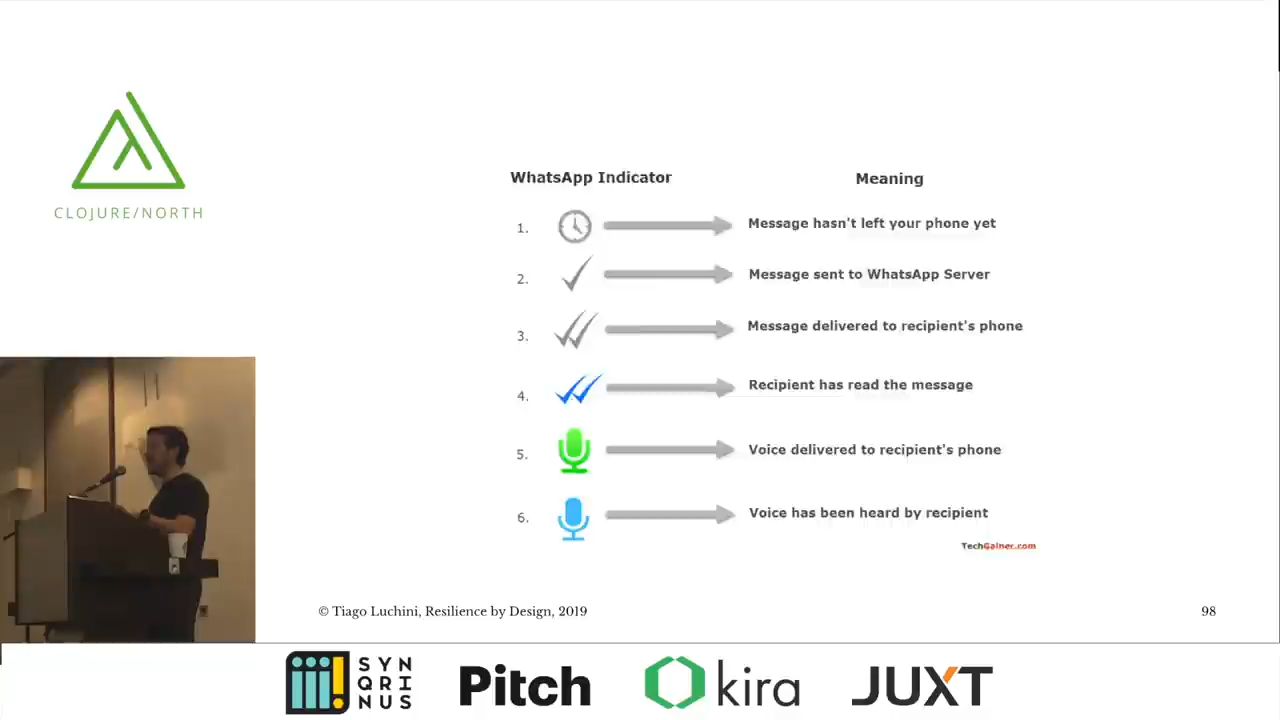 CLOJURE/NORTH
WhatsApp Indicator Meaning
1. Message hasn't left your phone yet
2. Message sent to WhatsApp Server
3. Message delivered to recipient's phone
4. Recipient has read the message
5. Voice delivered to recipient's phone
6. Voice has been heard by recipient
TechGainer.com
© Tiago Luchini, Resilience by Design, 2019 98
SYN
QRI
NUS
Pitch
kira
JUXT